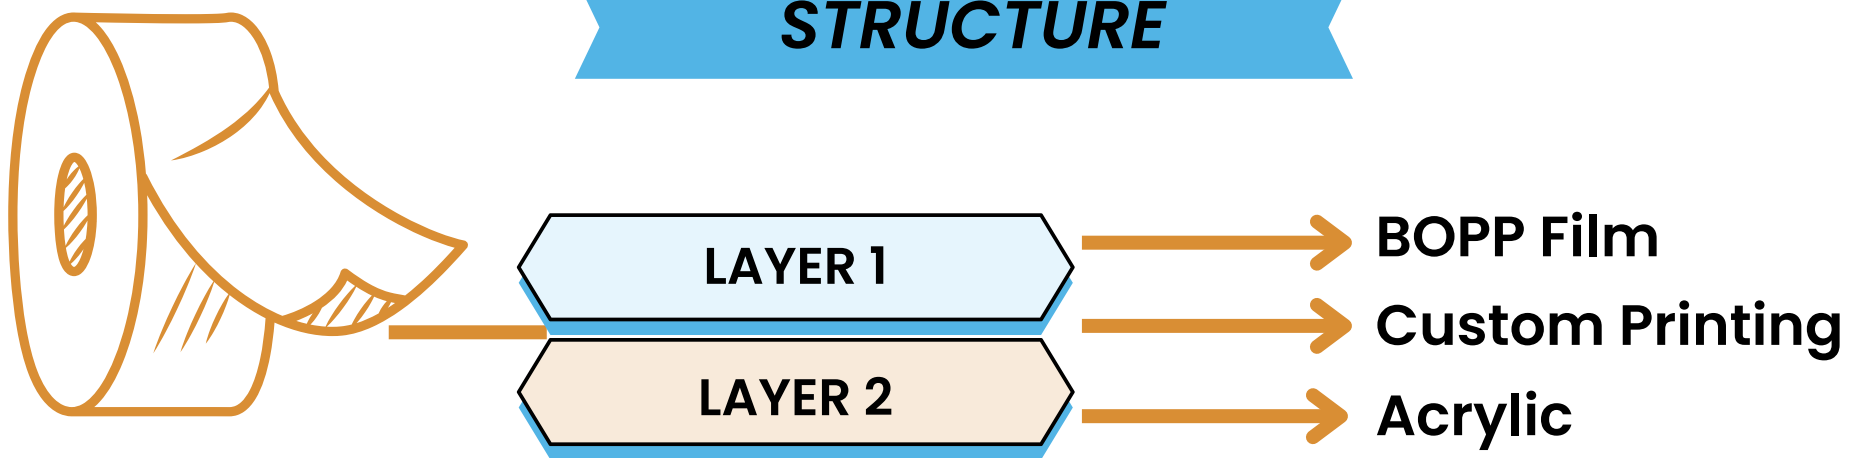 STRUCTURE
LAYER 1
BOPP Film
Custom Printing
LAYER 2
Acrylic